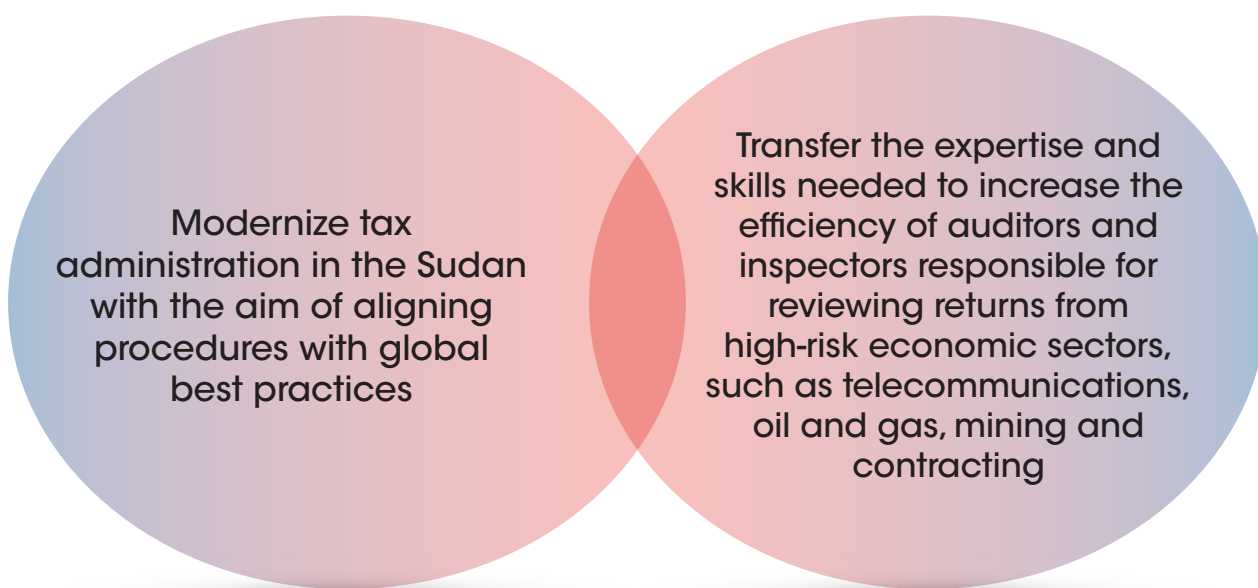 Modernize tax
administration in the Sudan
with the aim of aligning
procedures with global
best practices
Transfer the expertise and
skills needed to increase the
efficiency of auditors and
inspectors responsible for
reviewing returns from
high-risk economic sectors,
such as telecommunications,
oil and gas, mining and
contracting